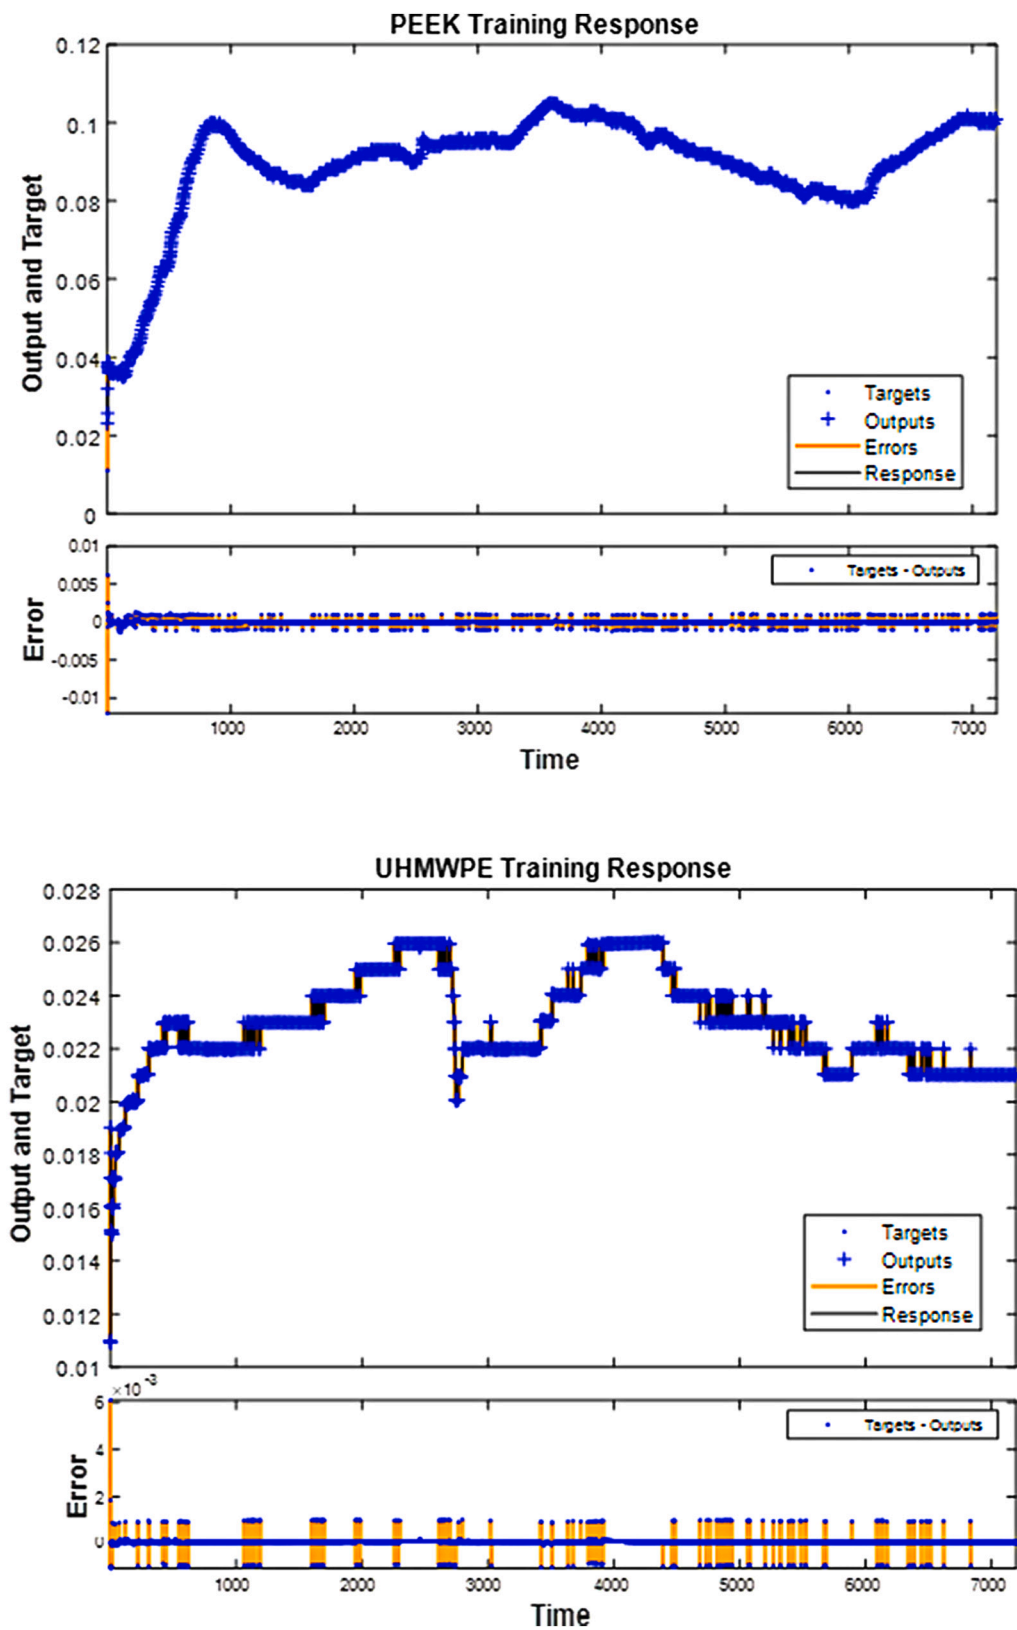 PEEK Training Response
0.12
0.1
0.08
0.06
0.04
0.02
0
Output and Target
Targets
Outputs
Errors
Response
0.01
0.005
0
-0.005
-0.01
Error
Targets - Outputs
1000 2000 3000 4000 5000 6000 7000
Time
UHMWPE Training Response
0.028
0.026
0.024
0.022
0.02
0.018
0.016
0.014
0.012
0.01
Output and Target
Targets
Outputs
Errors
Response
×10⁻³
6
4
2
0
Error
Targets - Outputs
1000 2000 3000 4000 5000 6000 7000
Time